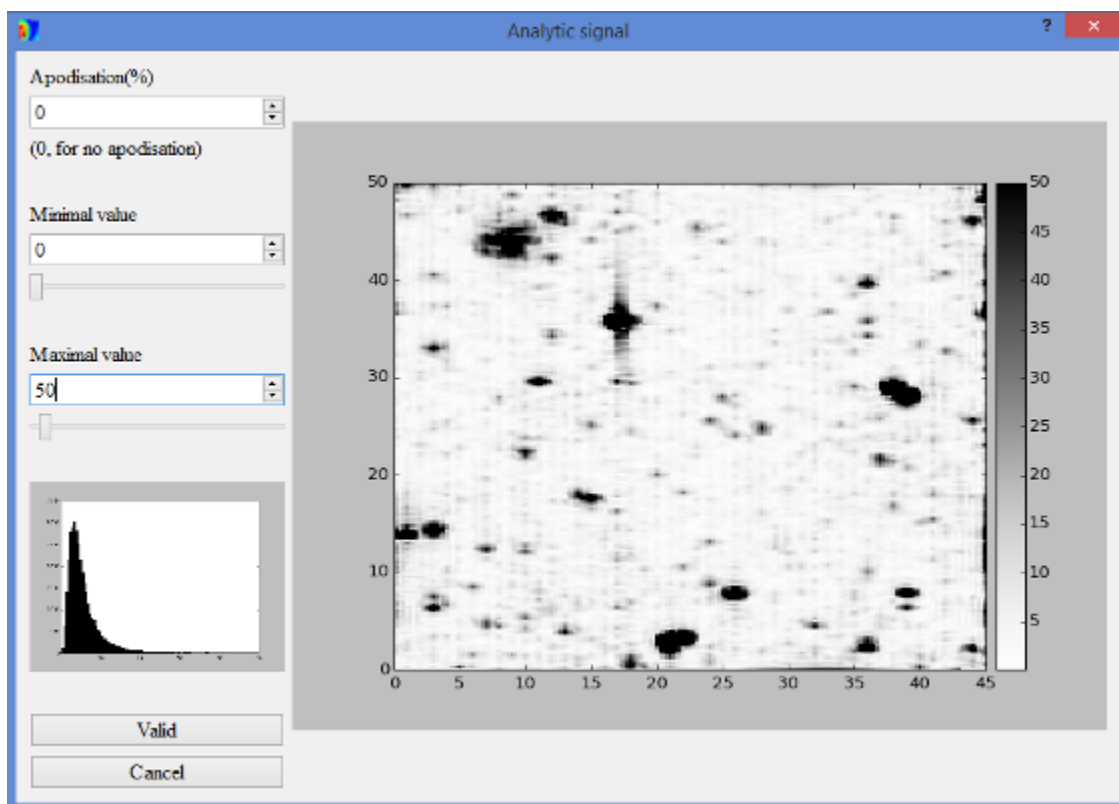 Analytic signal
?
×
Apodisation(%)
0
(0, for no apodisation)
Minimal value
0
Maximal value
50
Valid
Cancel
50
40
30
20
10
0
0 5 10 15 20 25 30 35 40 45
50
45
40
35
30
25
20
15
10
5